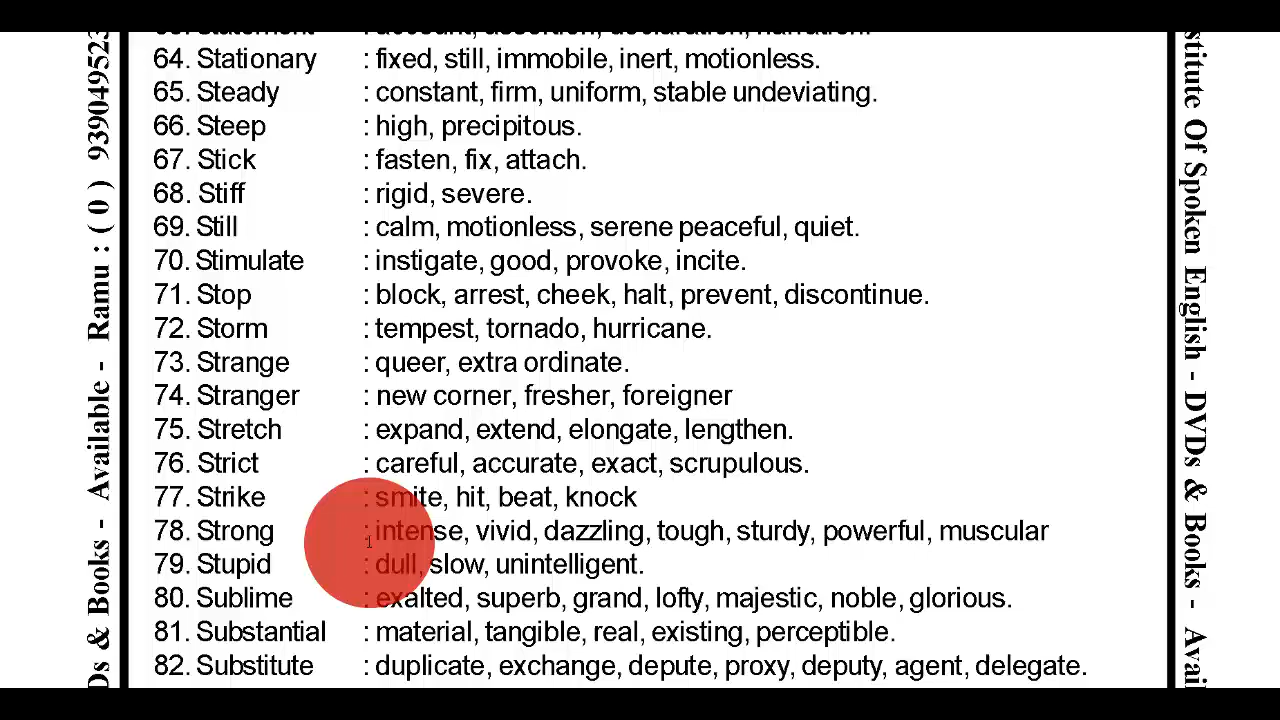 65. Statement : account, assertion, declaration, narration.
64. Stationary : fixed, still, immobile, inert, motionless.
65. Steady : constant, firm, uniform, stable undeviating.
66. Steep : high, precipitous.
67. Stick : fasten, fix, attach.
68. Stiff : rigid, severe.
69. Still : calm, motionless, serene peaceful, quiet.
70. Stimulate : instigate, good, provoke, incite.
71. Stop : block, arrest, cheek, halt, prevent, discontinue.
72. Storm : tempest, tornado, hurricane.
73. Strange : queer, extra ordinate.
74. Stranger : new corner, fresher, foreigner
75. Stretch : expand, extend, elongate, lengthen.
76. Strict : careful, accurate, exact, scrupulous.
77. Strike : smite, hit, beat, knock
78. Strong : intense, vivid, dazzling, tough, sturdy, powerful, muscular
79. Stupid : dull, slow, unintelligent.
80. Sublime : exalted, superb, grand, lofty, majestic, noble, glorious.
81. Substantial : material, tangible, real, existing, perceptible.
82. Substitute : duplicate, exchange, depute, proxy, deputy, agent, delegate.
Ds & Books - Available - Ramu : ( 0 ) 939049523
stitute Of Spoken English - DVDs & Books - Avai